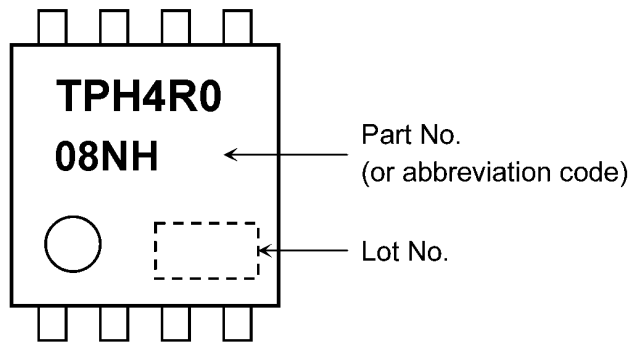 TPH4R0
08NH
Part No.
(or abbreviation code)
Lot No.